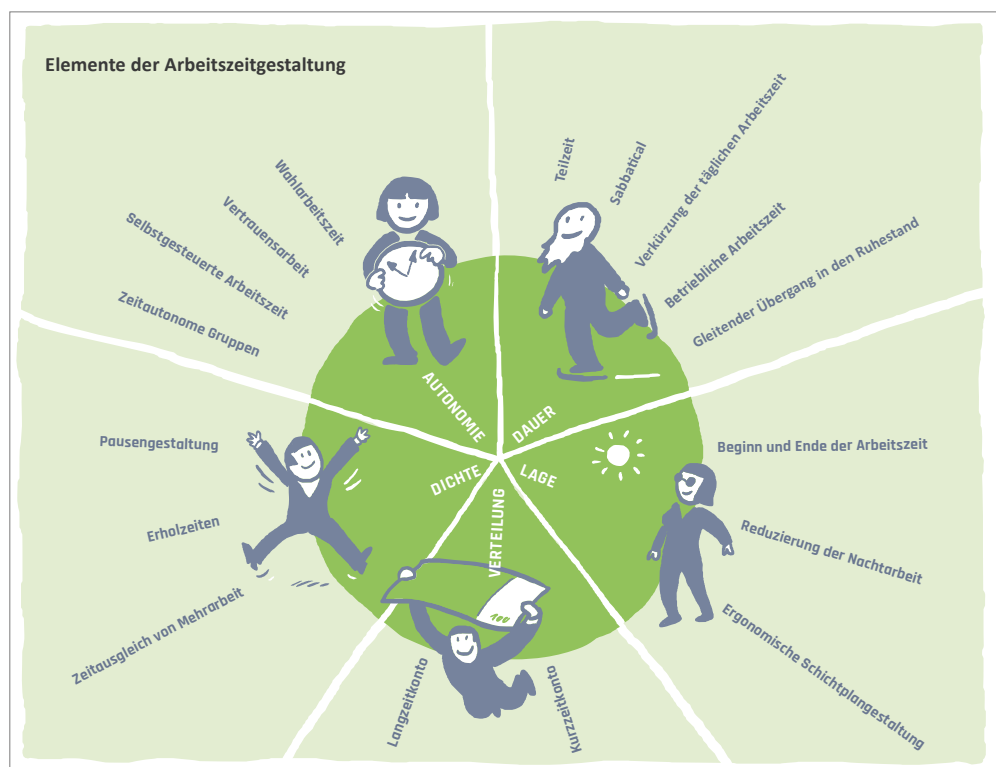 Elemente der Arbeitszeitgestaltung
Wahlarbeitszeit
Vertrauensarbeit
Selbstgesteuerte Arbeitszeit
Zeitautonome Gruppen
AUTONOMIE
Teilzeit
Sabbatical
Verkürzung der täglichen Arbeitszeit
Betriebliche Arbeitszeit
Gleitender Übergang in den Ruhestand
DAUER
Beginn und Ende der Arbeitszeit
Reduzierung der Nachtarbeit
Ergonomische Schichtplangestaltung
LAGE
VERTEILUNG
100
Langzeitkonto
Kurzzeitkonto
DICHTE
Pausengestaltung
Erholzeiten
Zeitausgleich von Mehrarbeit